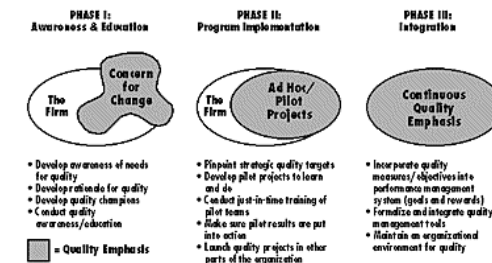 PHASE I:
Awareness & Education
The
Firm
Concern
for
Change
• Develop awareness of needs
for quality
• Develop rationale for quality
• Develop quality champions
• Conduct quality
awareness/education
= Quality Emphasis
PHASE II:
Program Implementation
The
Firm
Ad Hoc/
Pilot
Projects
• Pinpoint strategic quality targets
• Develop pilot projects to learn
and do
• Conduct just-in-time training of
pilot teams
• Make sure pilot results are put
into action
• Launch quality projects in other
parts of the organization
PHASE III:
Integration
Continuous
Quality
Emphasis
• Incorporate quality
measures/objectives into
performance management
system (goals and rewards)
• Formalize and integrate quality
management tools
• Maintain an organizational
environment for quality